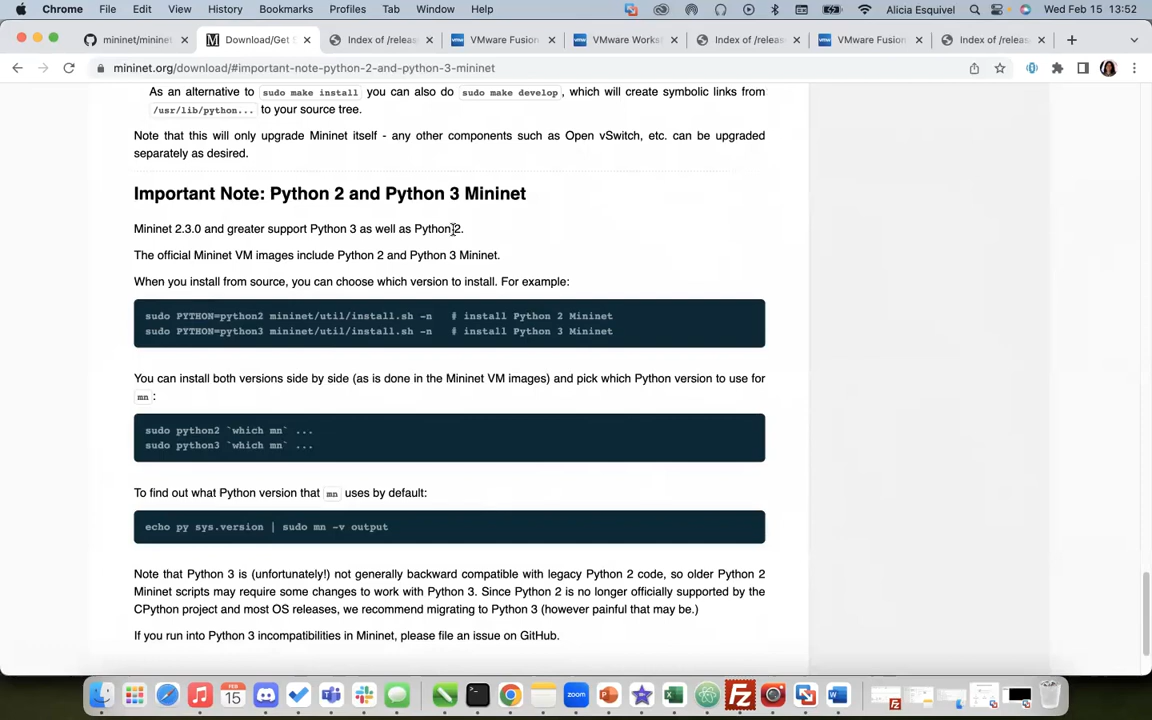 Chrome File Edit View History Bookmarks Profiles Tab Window Help Alicia Esquivel Wed Feb 15 13:52
mininet/mininet Download/Get S Index of /releas VMware Fusion VMware Works Index of /releas VMware Fusion Index of /releas
mininet.org/download/#important-note-python-2-and-python-3-mininet
As an alternative to sudo make install you can also do sudo make develop, which will create symbolic links from
/usr/lib/python... to your source tree.
Note that this will only upgrade Mininet itself - any other components such as Open vSwitch, etc. can be upgraded
separately as desired.
Important Note: Python 2 and Python 3 Mininet
Mininet 2.3.0 and greater support Python 3 as well as Python 2.
The official Mininet VM images include Python 2 and Python 3 Mininet.
When you install from source, you can choose which version to install. For example:
sudo PYTHON=python2 mininet/util/install.sh -n # install Python 2 Mininet
sudo PYTHON=python3 mininet/util/install.sh -n # install Python 3 Mininet
You can install both versions side by side (as is done in the Mininet VM images) and pick which Python version to use for
mn :
sudo python2 `which mn` ...
sudo python3 `which mn` ...
To find out what Python version that mn uses by default:
echo py sys.version | sudo mn -v output
Note that Python 3 is (unfortunately!) not generally backward compatible with legacy Python 2 code, so older Python 2
Mininet scripts may require some changes to work with Python 3. Since Python 2 is no longer officially supported by the
CPython project and most OS releases, we recommend migrating to Python 3 (however painful that may be.)
If you run into Python 3 incompatibilities in Mininet, please file an issue on GitHub.
FEB
15
zoom